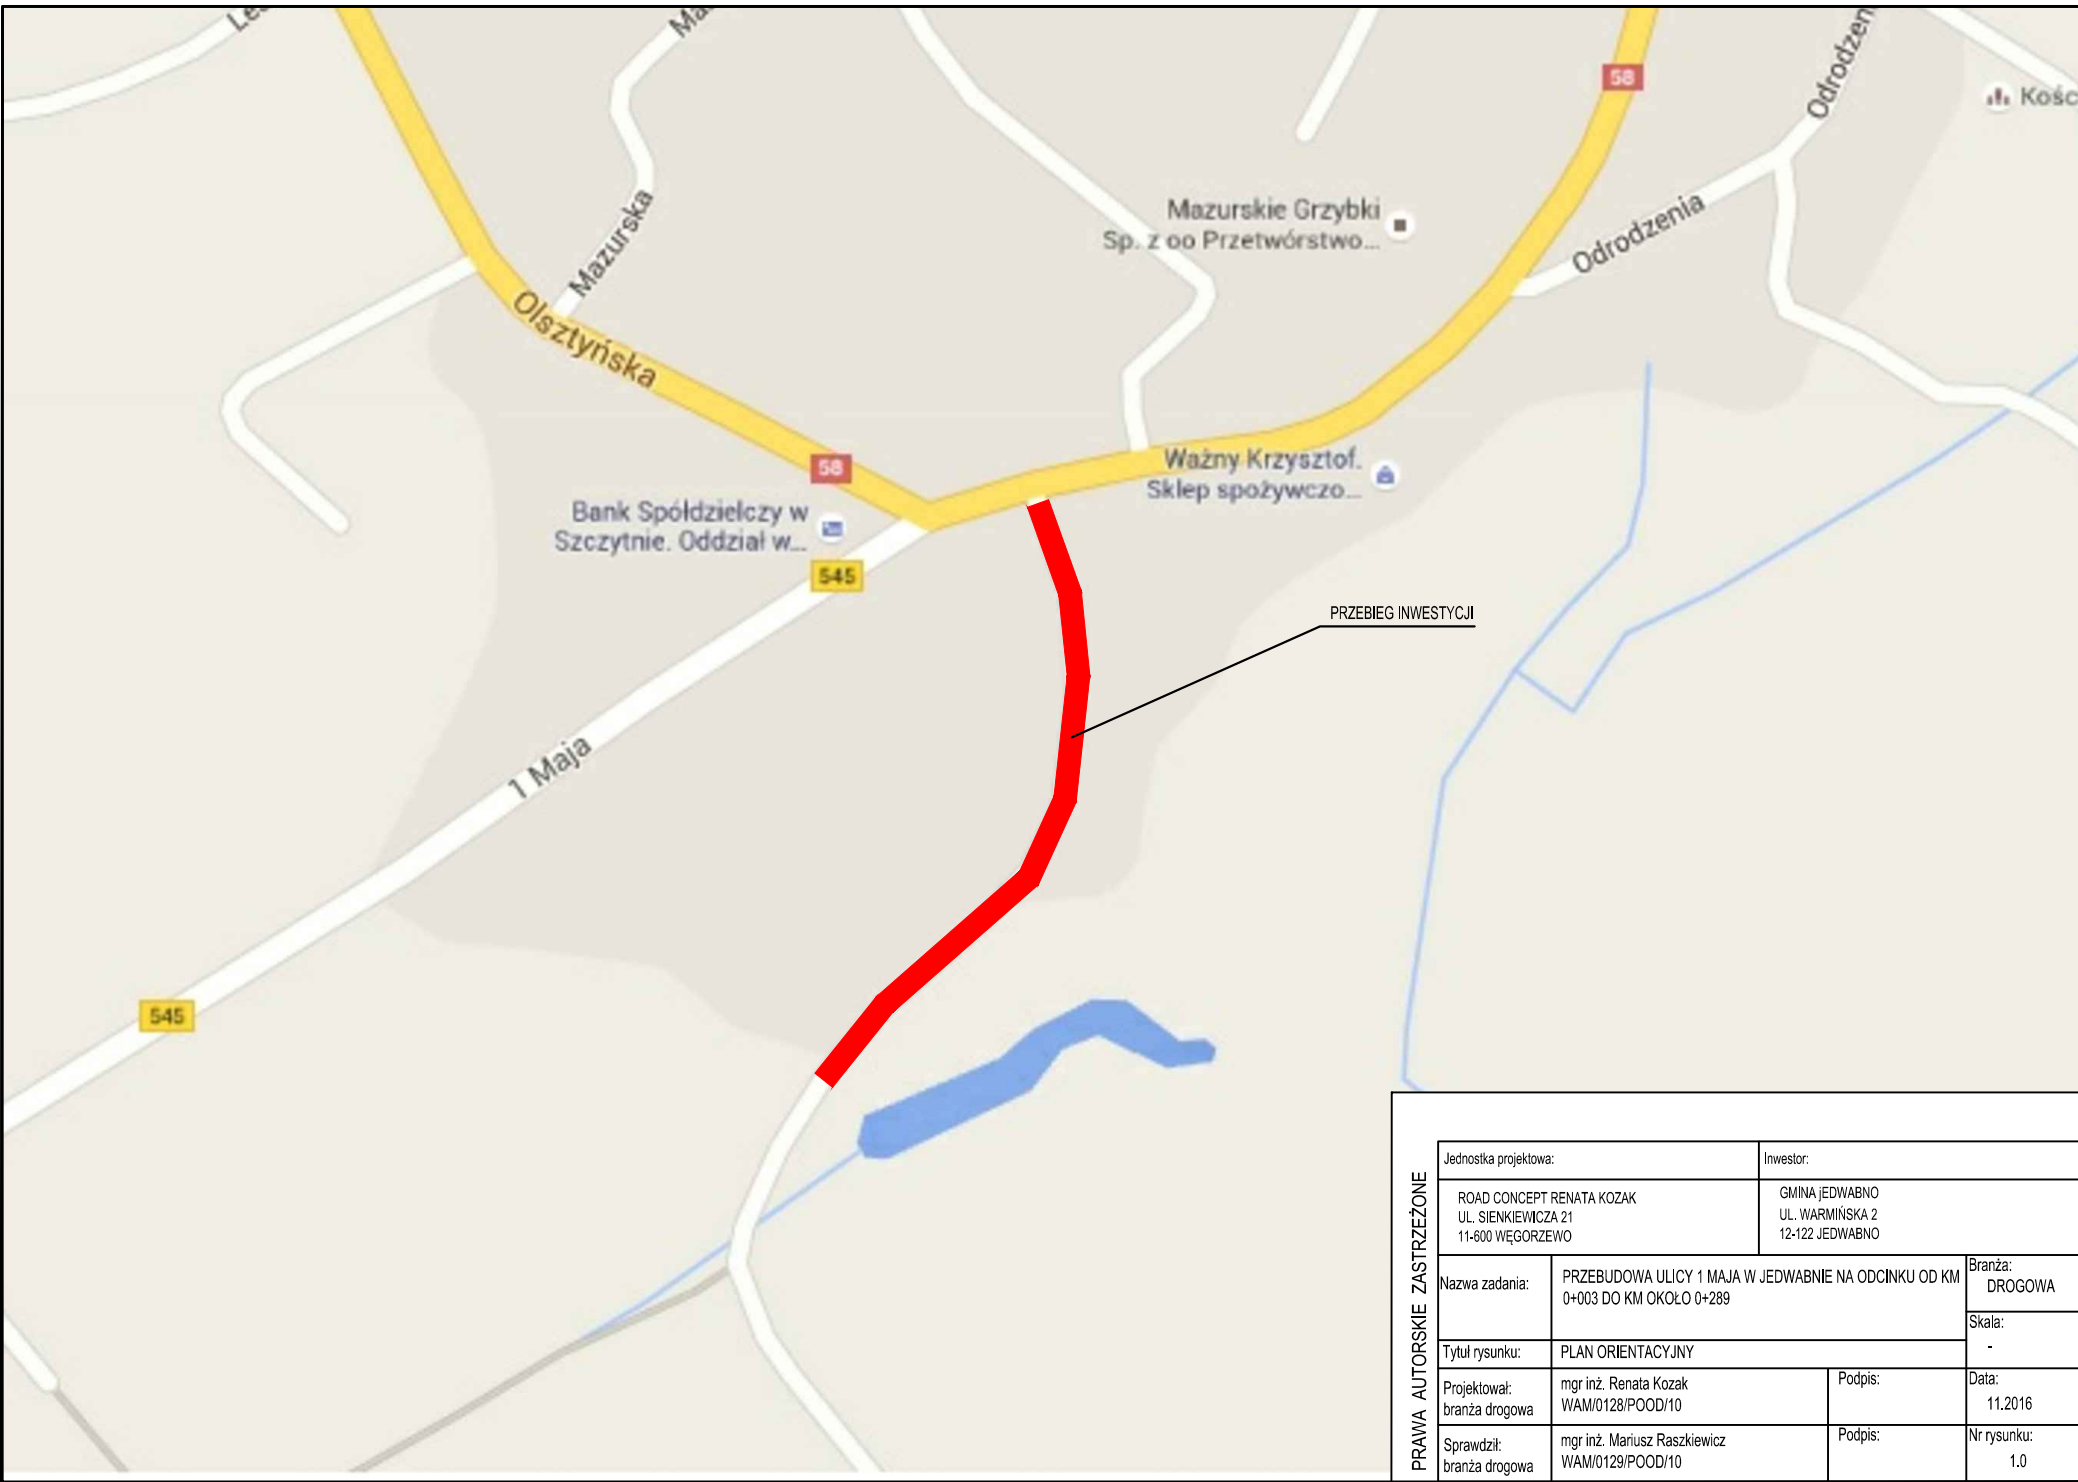 Mazurska
58
Odrodzenia
Mazurskie Grzybki
Sp. z oo Przetwórstwo...
Odrodzenia
Olsztyńska
58
Ważny Krzysztof.
Sklep spożywczo...
Bank Spółdzielczy w
Szczytnie. Oddział w...
545
PRZEBIEG INWESTYCJI
1 Maja
545
PRAWA AUTORSKIE ZASTRZEŻONE
Jednostka projektowa:
Inwestor:
ROAD CONCEPT RENATA KOZAK
UL. SIENKIEWICZA 21
11-600 WĘGORZEWO
GMINA jEDWABNO
UL. WARMIŃSKA 2
12-122 JEDWABNO
Nazwa zadania:
PRZEBUDOWA ULICY 1 MAJA W JEDWABNIE NA ODCINKU OD KM
0+003 DO KM OKOŁO 0+289
Branża:
DROGOWA
Skala:
-
Tytuł rysunku:
PLAN ORIENTACYJNY
Projektował:
branża drogowa
mgr inż. Renata Kozak
WAM/0128/POOD/10
Podpis:
Data:
11.2016
Sprawdził:
branża drogowa
mgr inż. Mariusz Raszkiewicz
WAM/0129/POOD/10
Podpis:
Nr rysunku:
1.0